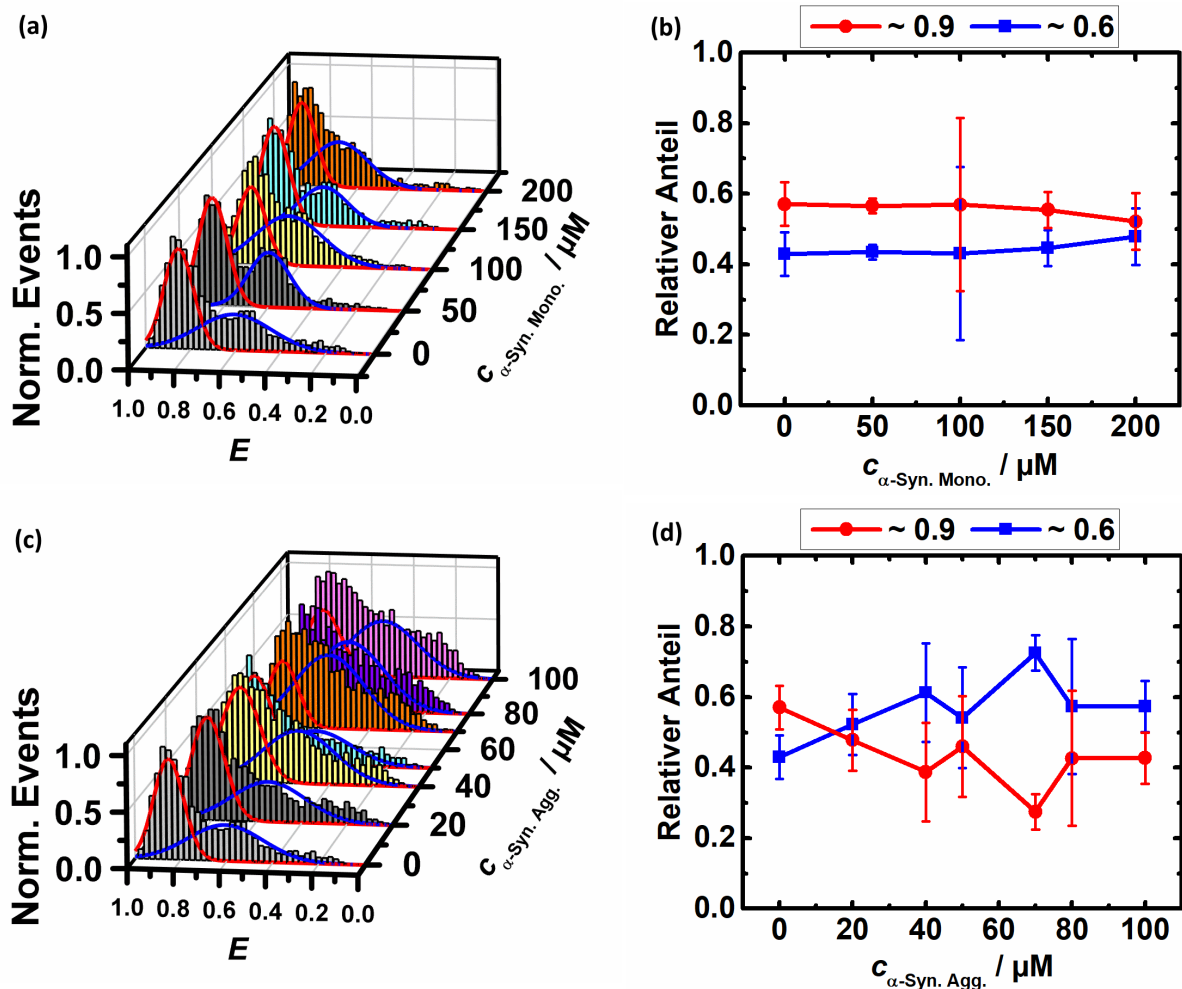 (a)
Norm. Events
1.0
0.5
0.0
1.0 0.8 0.6 0.4 0.2 0.0
E
0
50
100
150
200
c α-Syn. Mono. / µM
(b)
~ 0.9 ~ 0.6
Relativer Anteil
1.0
0.8
0.6
0.4
0.2
0.0
0 50 100 150 200
c α-Syn. Mono. / µM
(c)
Norm. Events
1.0
0.5
0.0
1.0 0.8 0.6 0.4 0.2 0.0
E
0
20
40
60
80
100
c α-Syn. Agg. / µM
(d)
~ 0.9 ~ 0.6
Relativer Anteil
1.0
0.8
0.6
0.4
0.2
0.0
0 20 40 60 80 100
c α-Syn. Agg. / µM